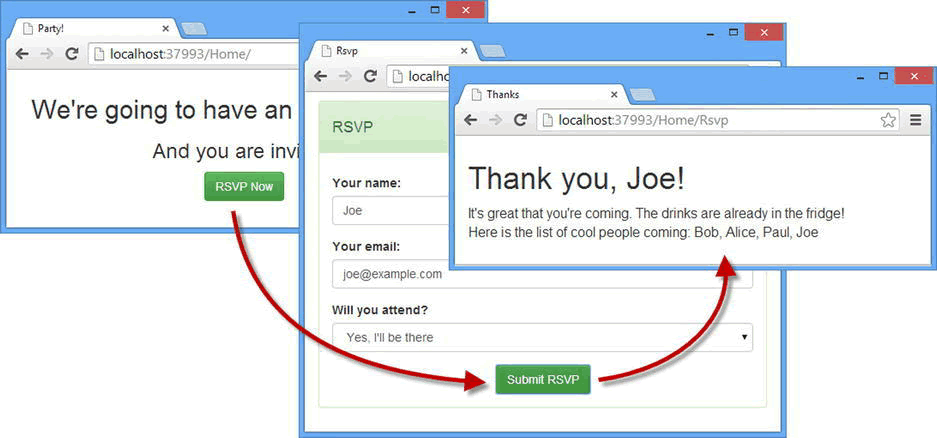 Party!
localhost:37993/Home/
We're going to have an
And you are
RSVP Now
Rsvp
RSVP
Your name:
Joe
Your email:
joe@example.com
Will you attend?
Yes, I'll be there
Submit RSVP
Thanks
localhost:37993/Home/Rsvp
Thank you, Joe!
It's great that you're coming. The drinks are already in the fridge!
Here is the list of cool people coming: Bob, Alice, Paul, Joe